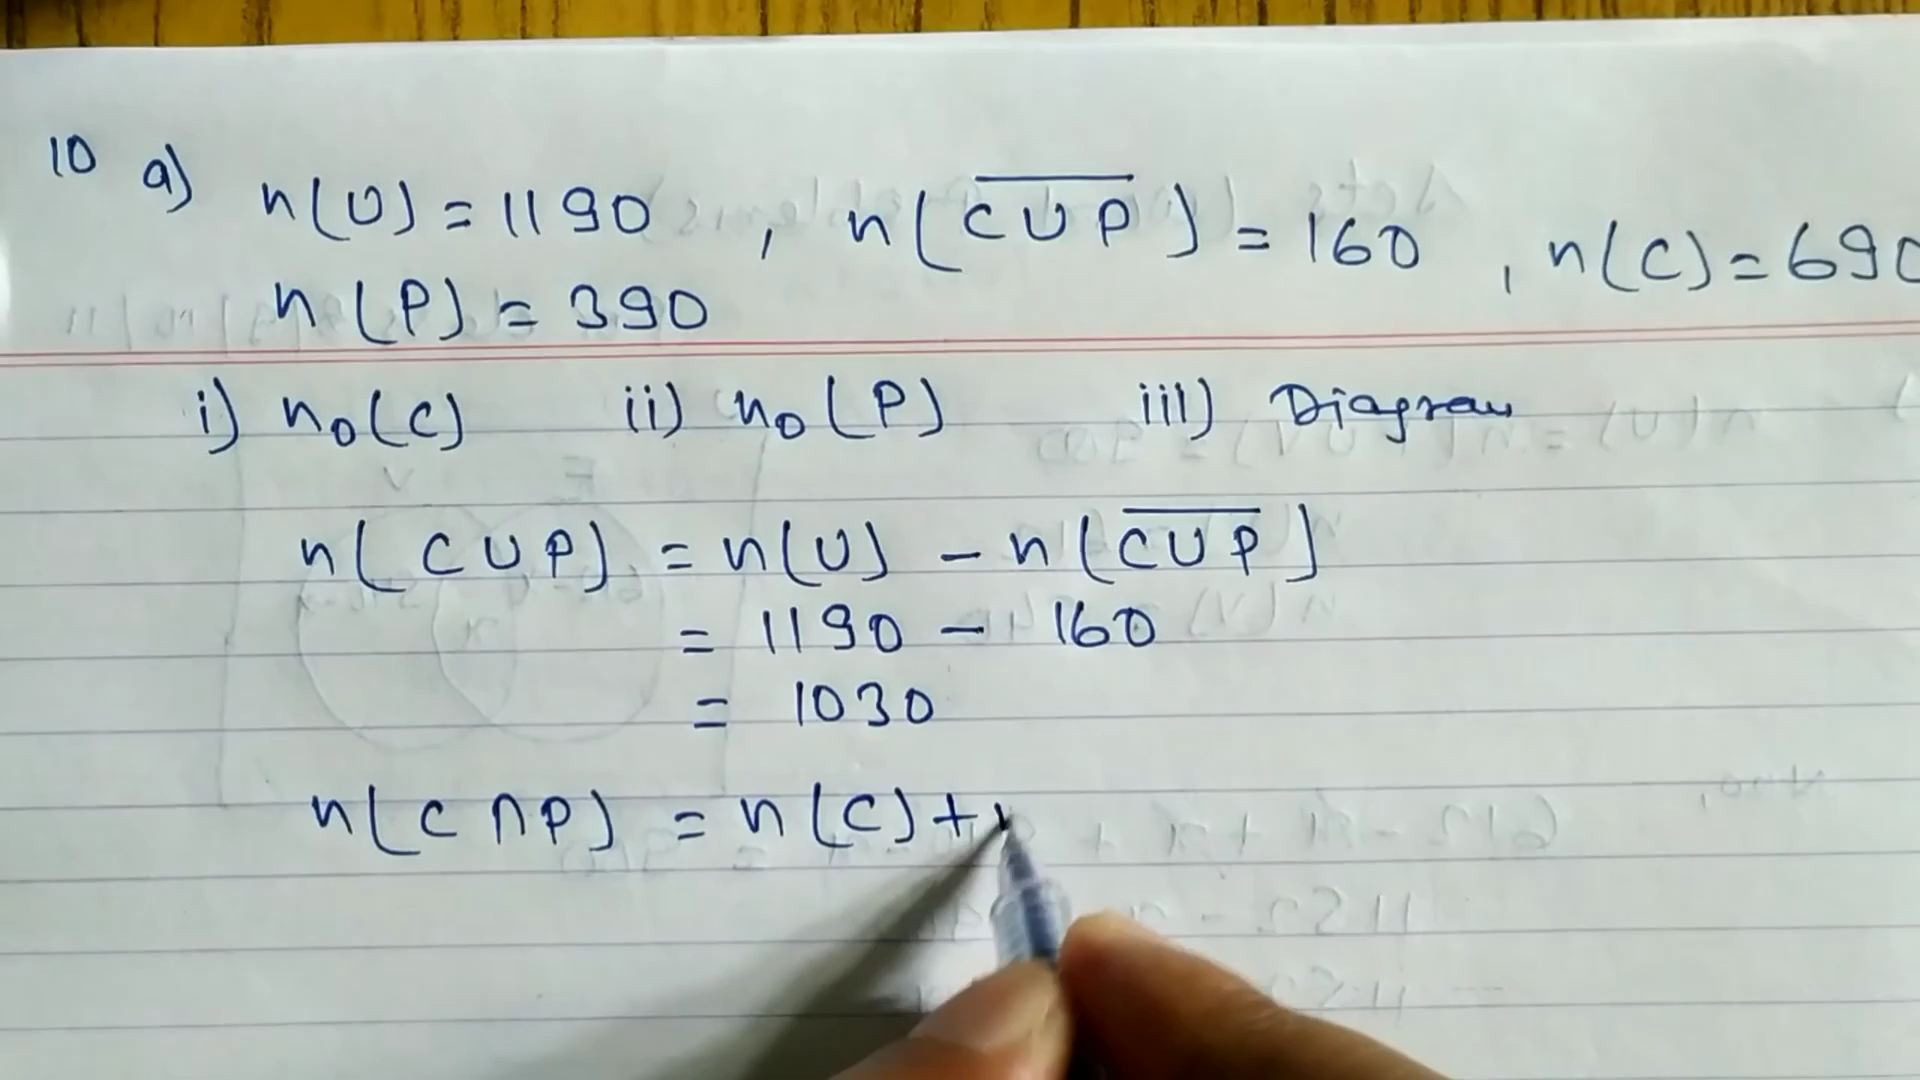 10 a) n(U) = 1190 , n(C̅ ̅U̅ ̅P̅) = 160 , n(C) = 690
n(P) = 390
i) n₀(C) ii) n₀(P) iii) Diagram
n(C∪P) = n(U) – n(C̅ ̅U̅ ̅P̅)
= 1190 – 160
= 1030
n(C∩P) = n(C) +